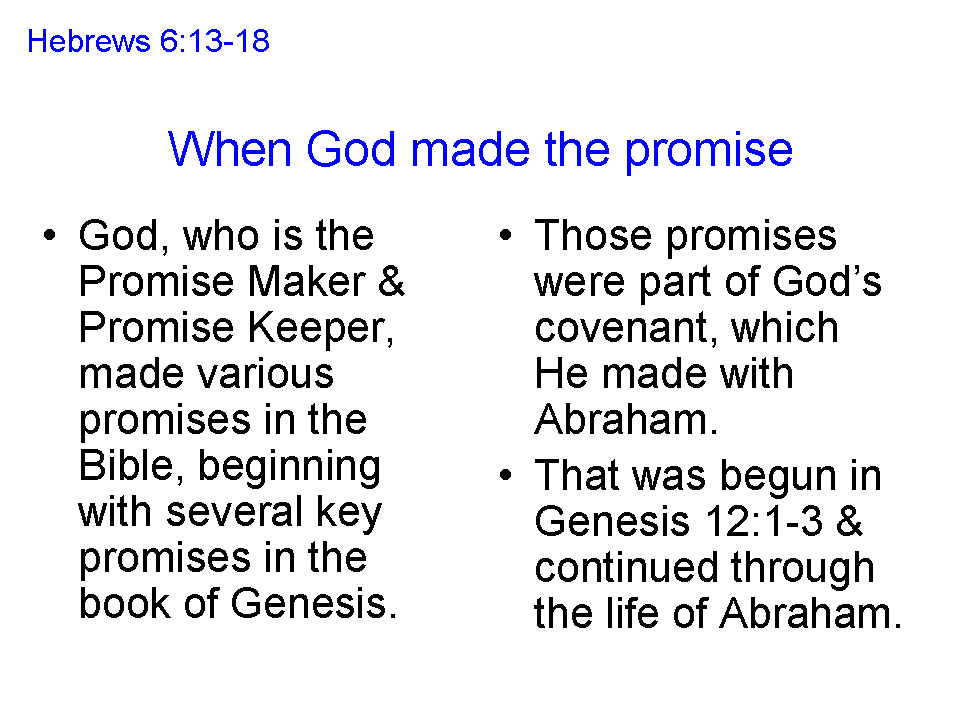 Hebrews 6:13-18
When God made the promise
• God, who is the
Promise Maker &
Promise Keeper,
made various
promises in the
Bible, beginning
with several key
promises in the
book of Genesis.
• Those promises
were part of God’s
covenant, which
He made with
Abraham.
• That was begun in
Genesis 12:1-3 &
continued through
the life of Abraham.